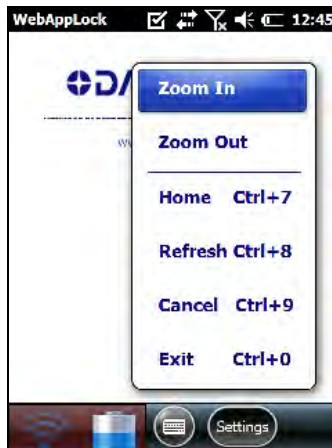 WebAppLock 12:45
Zoom In
Zoom Out
Home Ctrl+7
Refresh Ctrl+8
Cancel Ctrl+9
Exit Ctrl+0
Settings